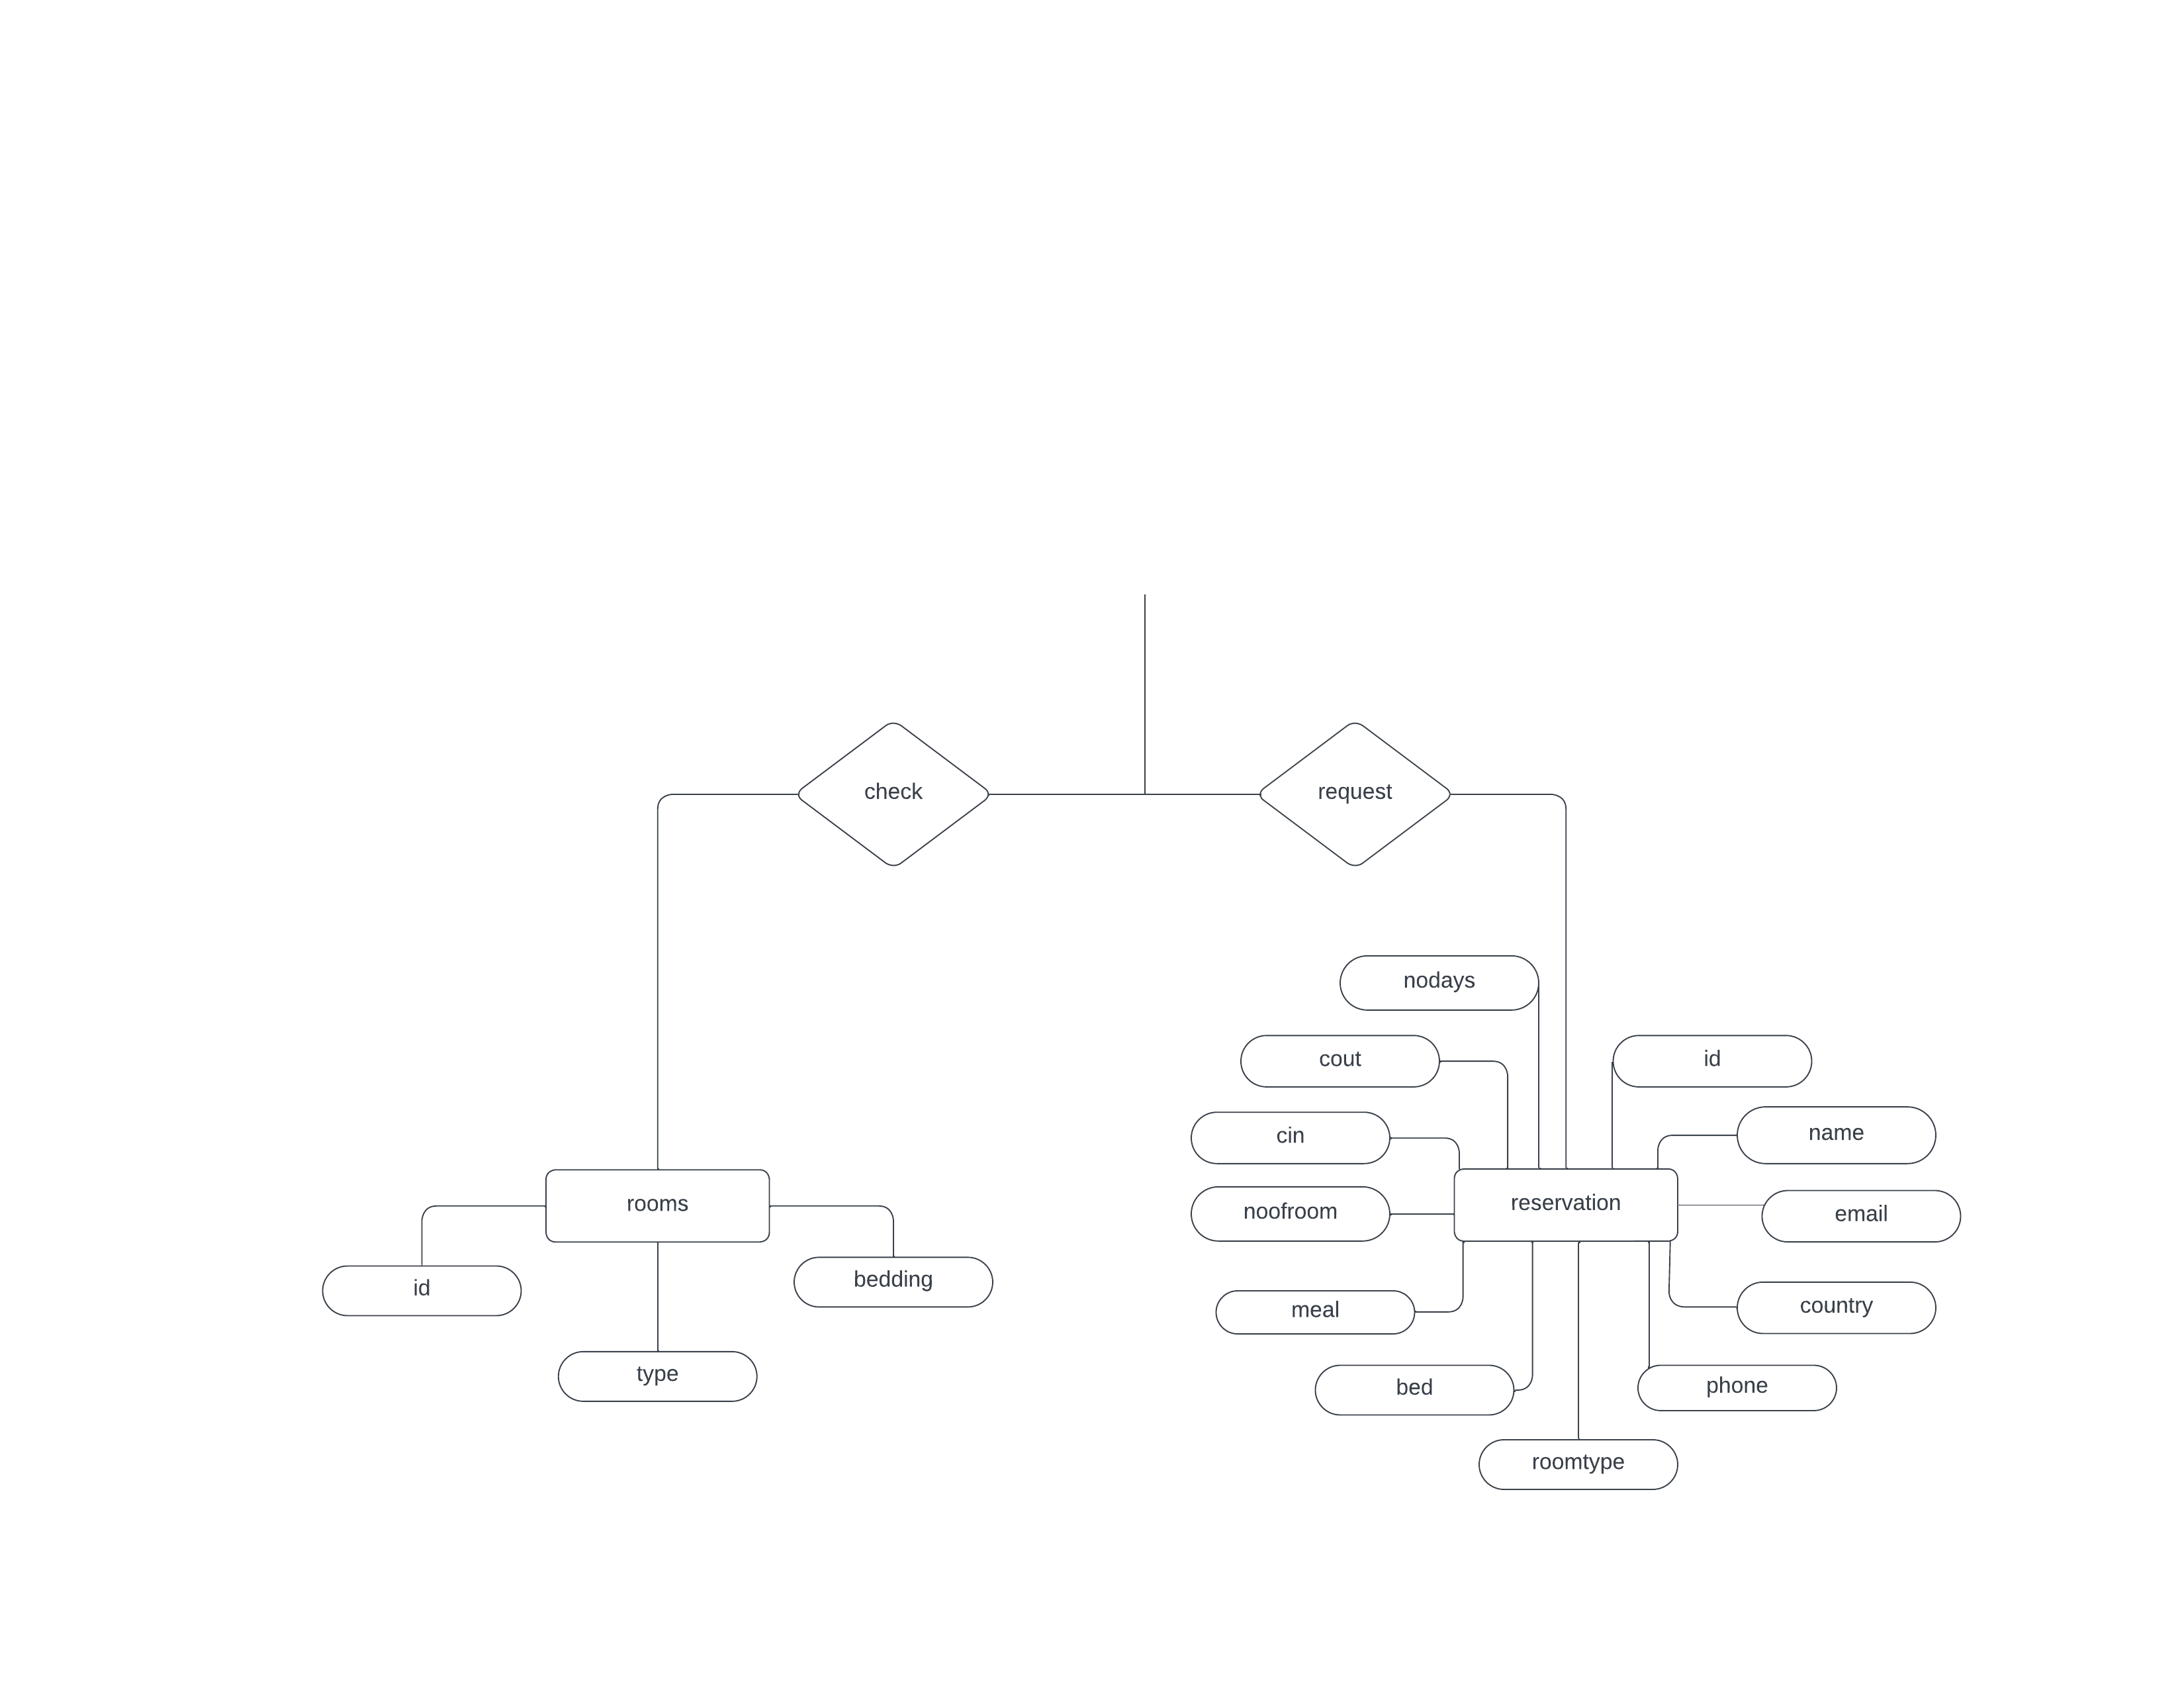 check
request
nodays
cout
id
cin
name
rooms
reservation
noofroom
email
id
bedding
meal
country
type
bed
phone
roomtype